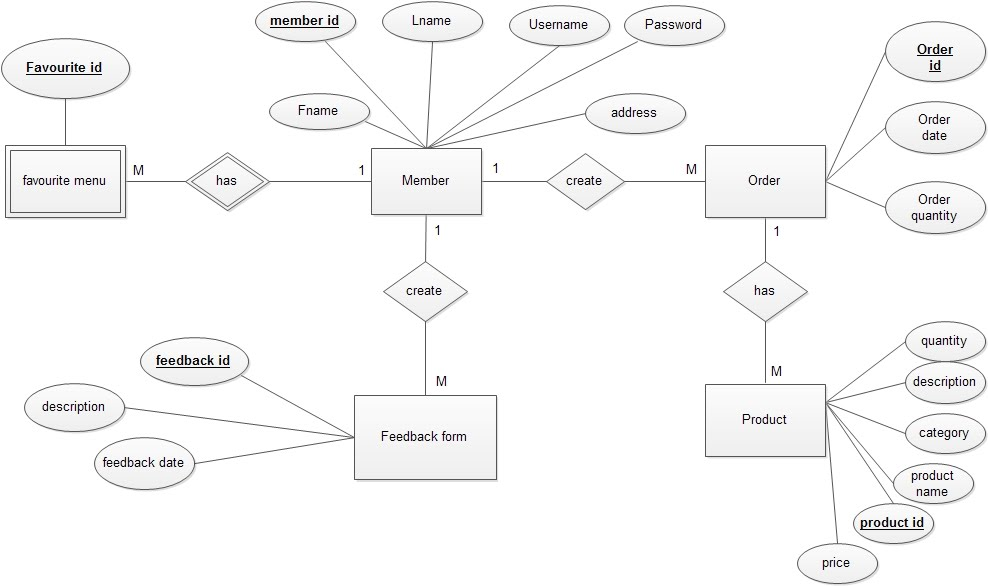 member id
Lname
Username
Password
Order
id
Favourite id
Fname
address
Order
date
M
has
1
Member
1
create
M
Order
favourite menu
Order
quantity
1
1
create
has
M
M
feedback id
description
feedback date
Feedback form
Product
quantity
description
category
product
name
product id
price